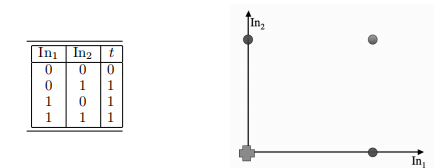 In₁ In₂ t
0 0 0
0 1 1
1 0 1
1 1 1
In₂
In₁